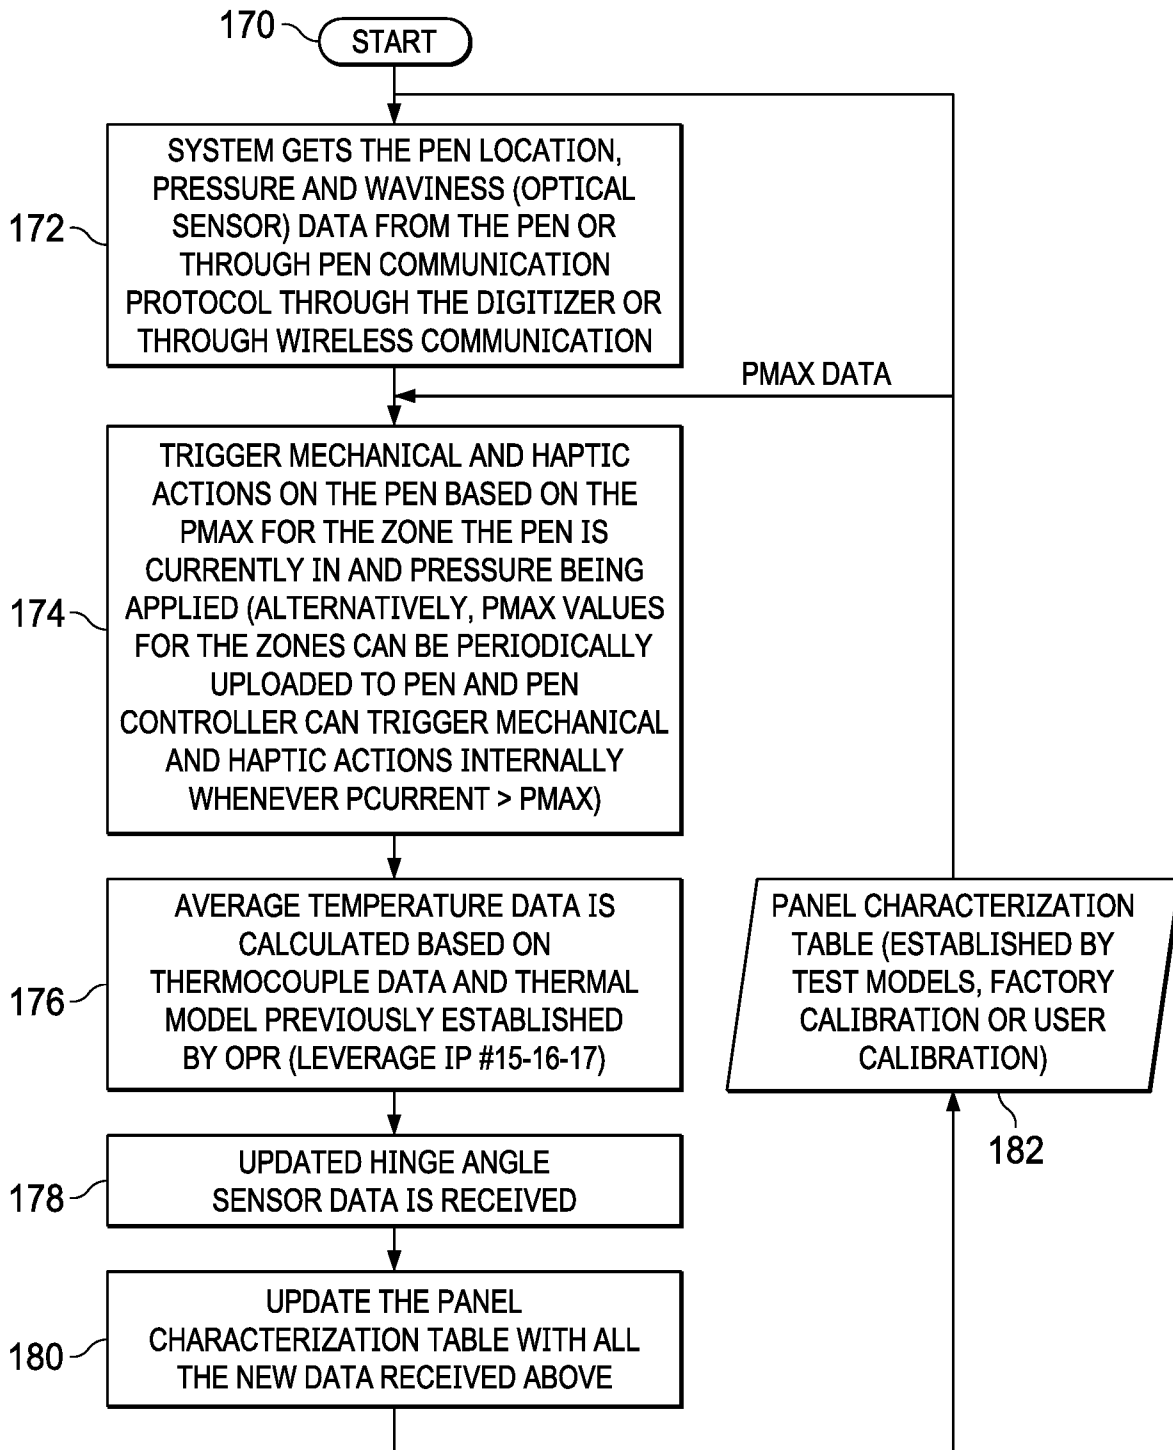 170
START
172
SYSTEM GETS THE PEN LOCATION,
PRESSURE AND WAVINESS (OPTICAL
SENSOR) DATA FROM THE PEN OR
THROUGH PEN COMMUNICATION
PROTOCOL THROUGH THE DIGITIZER OR
THROUGH WIRELESS COMMUNICATION
PMAX DATA
174
TRIGGER MECHANICAL AND HAPTIC
ACTIONS ON THE PEN BASED ON THE
PMAX FOR THE ZONE THE PEN IS
CURRENTLY IN AND PRESSURE BEING
APPLIED (ALTERNATIVELY, PMAX VALUES
FOR THE ZONES CAN BE PERIODICALLY
UPLOADED TO PEN AND PEN
CONTROLLER CAN TRIGGER MECHANICAL
AND HAPTIC ACTIONS INTERNALLY
WHENEVER PCURRENT > PMAX)
176
AVERAGE TEMPERATURE DATA IS
CALCULATED BASED ON
THERMOCOUPLE DATA AND THERMAL
MODEL PREVIOUSLY ESTABLISHED
BY OPR (LEVERAGE IP #15-16-17)
178
UPDATED HINGE ANGLE
SENSOR DATA IS RECEIVED
180
UPDATE THE PANEL
CHARACTERIZATION TABLE WITH ALL
THE NEW DATA RECEIVED ABOVE
PANEL CHARACTERIZATION
TABLE (ESTABLISHED BY
TEST MODELS, FACTORY
CALIBRATION OR USER
CALIBRATION)
182